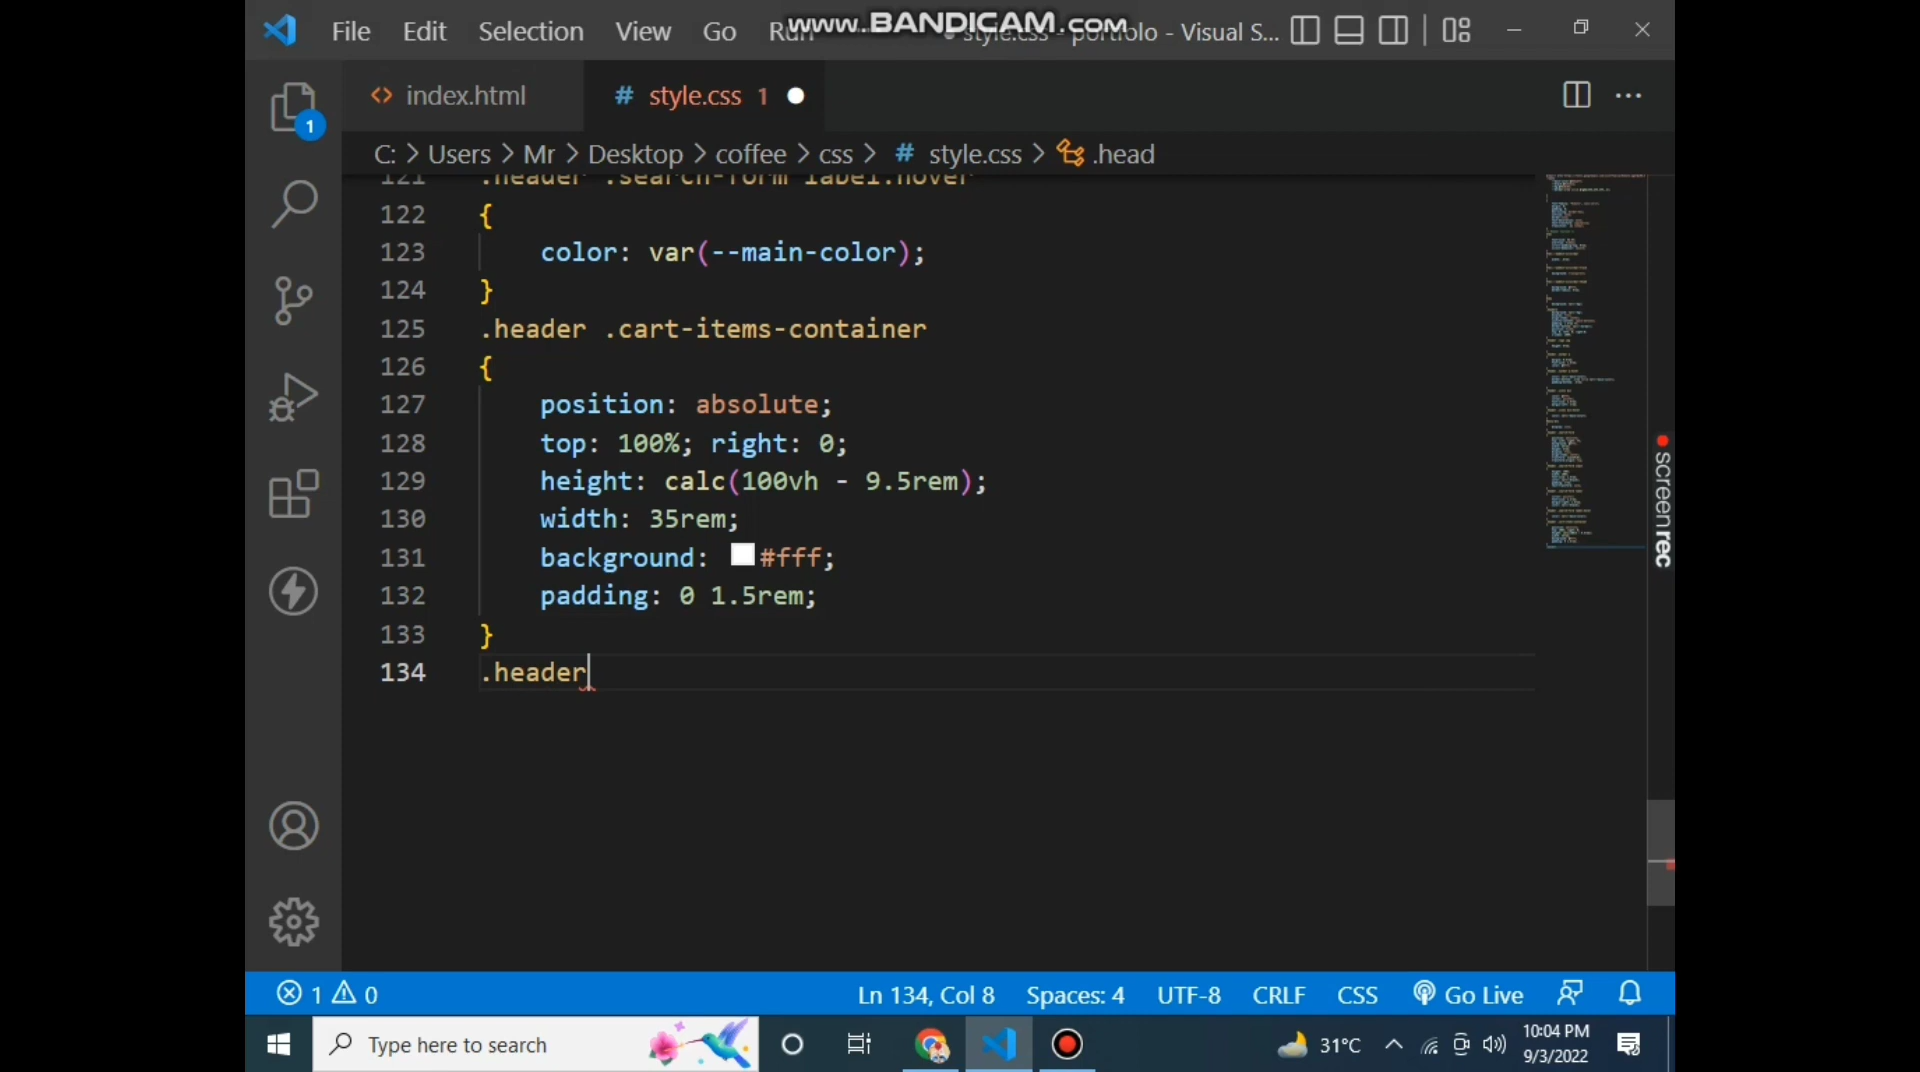 File Edit Selection View Go Run style.css - portfolo - Visual S...
www.BANDICAM.com
<> index.html # style.css 1
C: > Users > Mr > Desktop > coffee > css > # style.css > .head
1
121 .header .search-form label:hover
122 {
123 color: var(--main-color);
124 }
125 .header .cart-items-container
126 {
127 position: absolute;
128 top: 100%; right: 0;
129 height: calc(100vh - 9.5rem);
130 width: 35rem;
131 background: #fff;
132 padding: 0 1.5rem;
133 }
134 .header
screenrec
1 0 Ln 134, Col 8 Spaces: 4 UTF-8 CRLF CSS Go Live
Type here to search 31°C 10:04 PM
9/3/2022